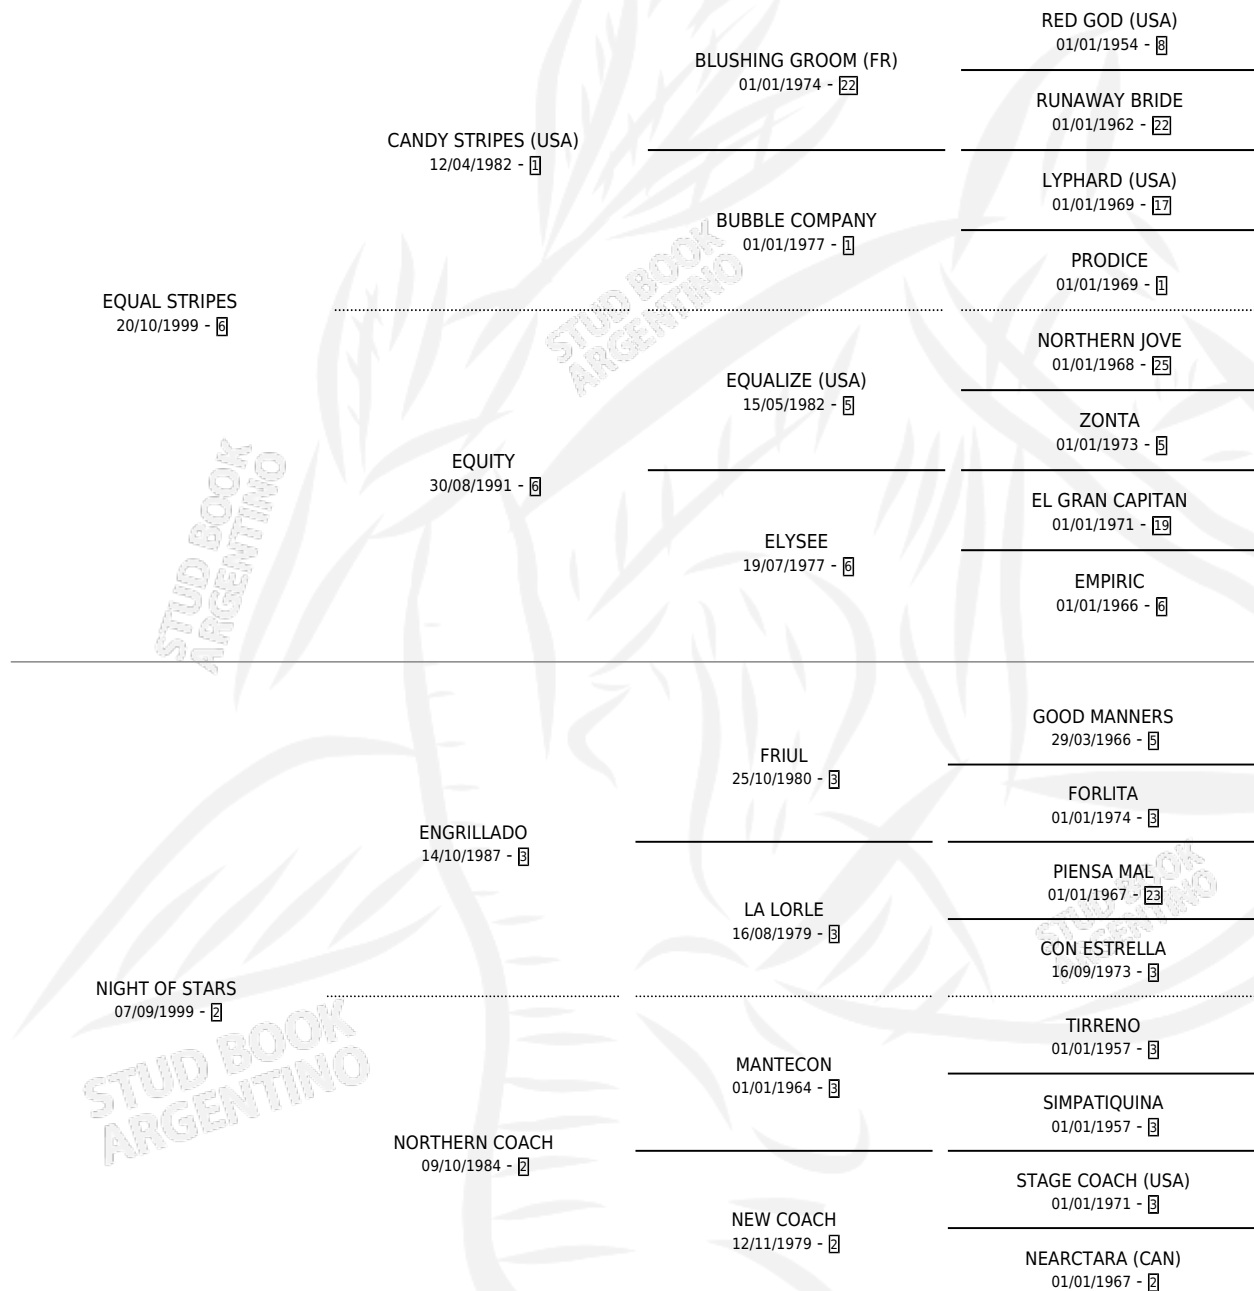 RED GOD (USA)
01/01/1954 - 8
BLUSHING GROOM (FR)
01/01/1974 - 22
RUNAWAY BRIDE
01/01/1962 - 22
CANDY STRIPES (USA)
12/04/1982 - 1
LYPHARD (USA)
01/01/1969 - 17
BUBBLE COMPANY
01/01/1977 - 1
PRODICE
01/01/1969 - 1
EQUAL STRIPES
20/10/1999 - 6
STUD BOOK
ARGENTINO
NORTHERN JOVE
01/01/1968 - 25
EQUALIZE (USA)
15/05/1982 - 5
ZONTA
01/01/1973 - 5
EQUITY
30/08/1991 - 6
EL GRAN CAPITAN
01/01/1971 - 19
ELYSEE
19/07/1977 - 6
EMPIRIC
01/01/1966 - 6
STUD BOOK
ARGENTINO
GOOD MANNERS
29/03/1966 - 5
FRIUL
25/10/1980 - 3
FORLITA
01/01/1974 - 3
ENGRILLADO
14/10/1987 - 3
PIENSA MAL
01/01/1967 - 23
LA LORLE
16/08/1979 - 3
CON ESTRELLA
16/09/1973 - 3
STUD BOOK
ARGENTINO
NIGHT OF STARS
07/09/1999 - 2
TIRRENO
01/01/1957 - 3
MANTECON
01/01/1964 - 3
SIMPATIQUINA
01/01/1957 - 3
STUD BOOK
ARGENTINO
NORTHERN COACH
09/10/1984 - 2
STAGE COACH (USA)
01/01/1971 - 3
NEW COACH
12/11/1979 - 2
NEARCTARA (CAN)
01/01/1967 - 2